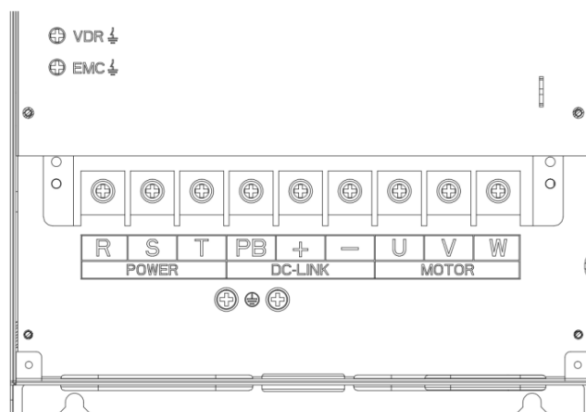 VDR
EMC
R S T PB + − U V W
POWER DC-LINK MOTOR